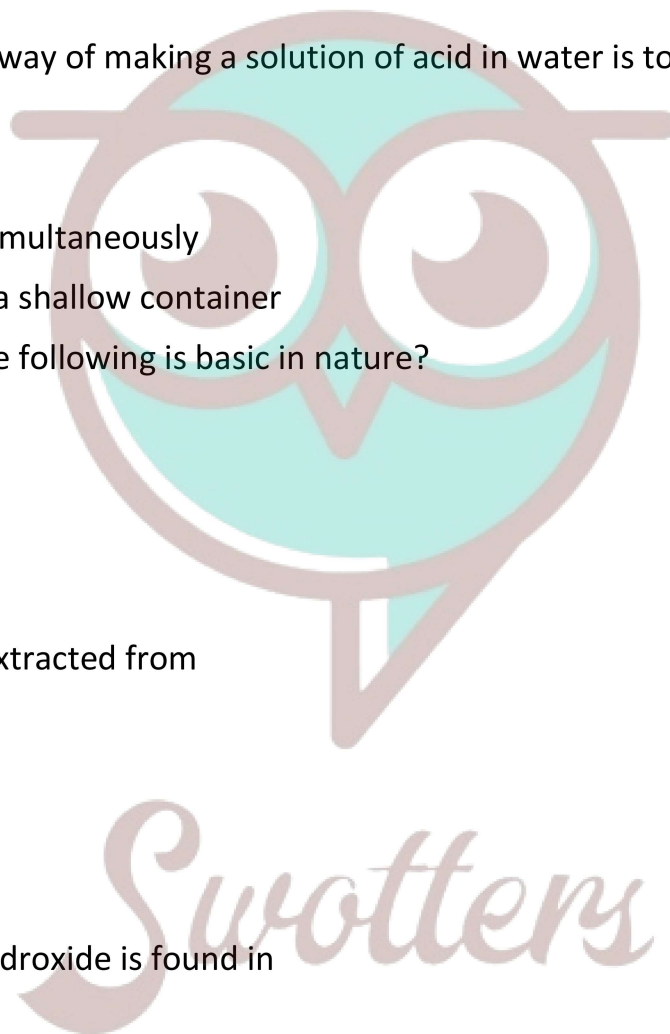 way of making a solution of acid in water is to
multaneously
a shallow container
e following is basic in nature?
xtracted from
Swotters
droxide is found in